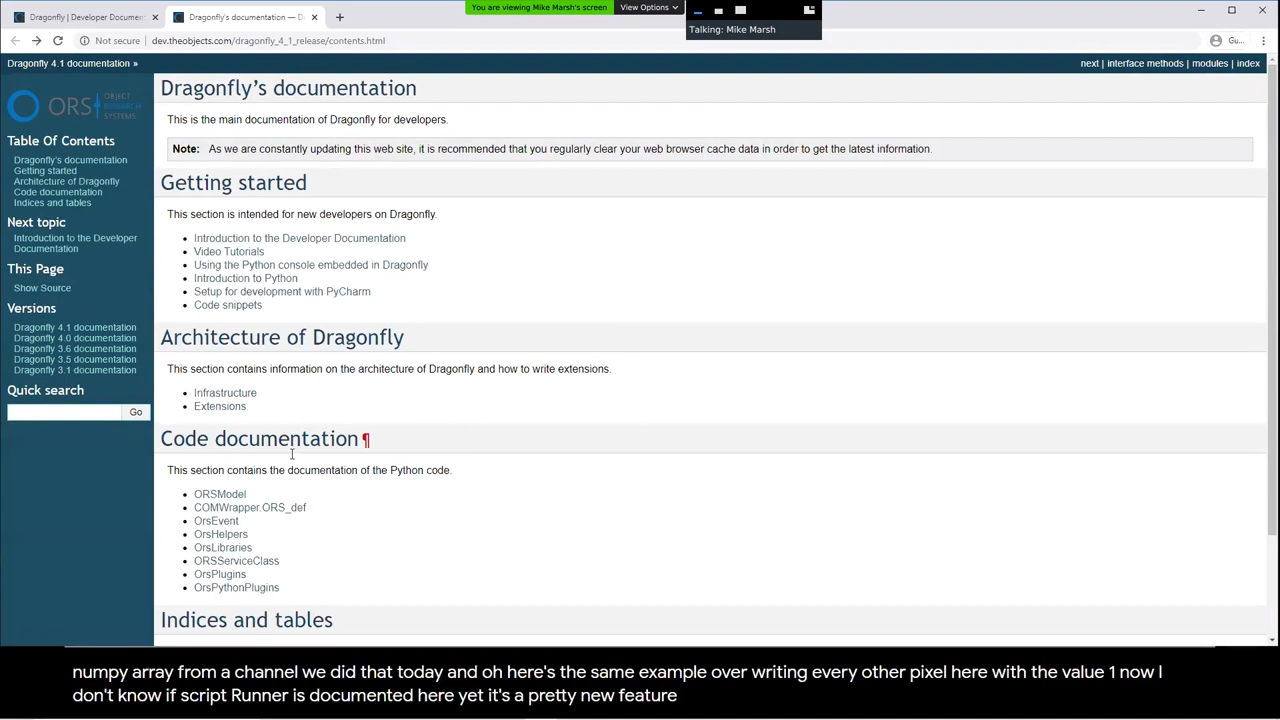 Dragonfly | Developer Documen
Dragonfly's documentation —
You are viewing Mike Marsh's screen
View Options
Talking: Mike Marsh
Not secure
dev.theobjects.com/dragonfly_4_1_release/contents.html
Gu...
Dragonfly 4.1 documentation »
next | interface methods | modules | index
ORS
OBJECT
RESEARCH
SYSTEMS
Table Of Contents
Dragonfly's documentation
Getting started
Architecture of Dragonfly
Code documentation
Indices and tables
Next topic
Introduction to the Developer
Documentation
This Page
Show Source
Versions
Dragonfly 4.1 documentation
Dragonfly 4.0 documentation
Dragonfly 3.6 documentation
Dragonfly 3.5 documentation
Dragonfly 3.1 documentation
Quick search
Go
Dragonfly's documentation
This is the main documentation of Dragonfly for developers.
Note: As we are constantly updating this web site, it is recommended that you regularly clear your web browser cache data in order to get the latest information.
Getting started
This section is intended for new developers on Dragonfly.
• Introduction to the Developer Documentation
• Video Tutorials
• Using the Python console embedded in Dragonfly
• Introduction to Python
• Setup for development with PyCharm
• Code snippets
Architecture of Dragonfly
This section contains information on the architecture of Dragonfly and how to write extensions.
• Infrastructure
• Extensions
Code documentation ¶
This section contains the documentation of the Python code.
• ORSModel
• COMWrapper.ORS_def
• OrsEvent
• OrsHelpers
• OrsLibraries
• ORSServiceClass
• OrsPlugins
• OrsPythonPlugins
Indices and tables
numpy array from a channel we did that today and oh here's the same example over writing every other pixel here with the value 1 now I
don't know if script Runner is documented here yet it's a pretty new feature